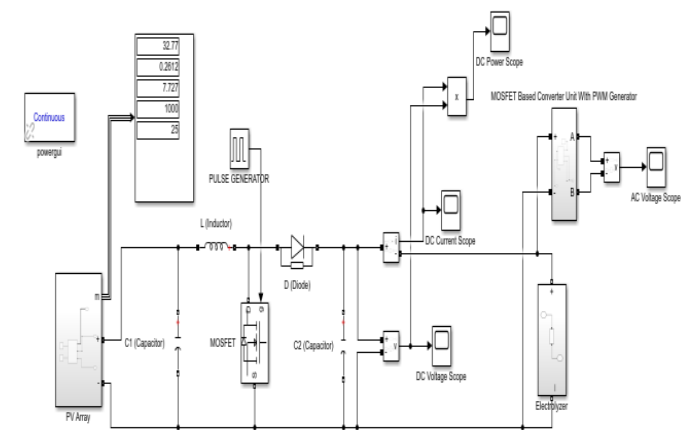 32.77
0.2612
7.727
1000
25
Continuous
powergui
PULSE GENERATOR
DC Power Scope
x
MOSFET Based Converter Unit With PWM Generator
+
A
-
B
+
v
-
AC Voltage Scope
L (Inductor)
D (Diode)
+
i
-
DC Current Scope
m
+
-
PV Array
C1 (Capacitor)
MOSFET
C2 (Capacitor)
+
v
-
DC Voltage Scope
+
Electrolyzer